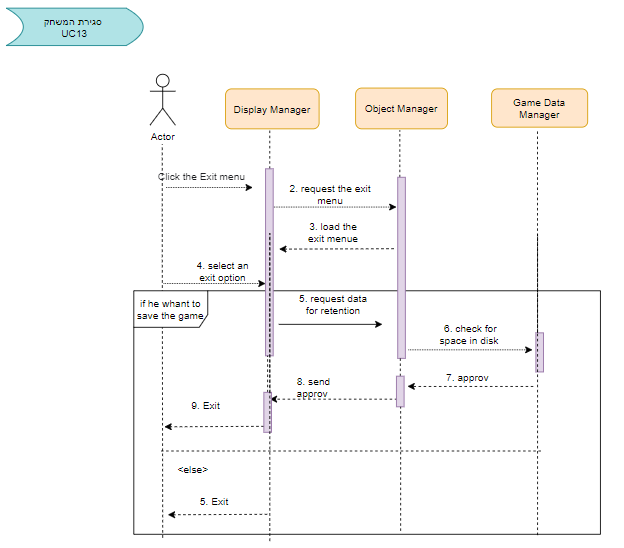 סגירת המשחק
UC13
Actor
Display Manager
Object Manager
Game Data
Manager
Click the Exit menu
2. request the exit
menu
3. load the
exit menue
4. select an
exit option
if he whant to
save the game
5. request data
for retention
6. check for
space in disk
7. approv
8. send
approv
9. Exit
<else>
5. Exit